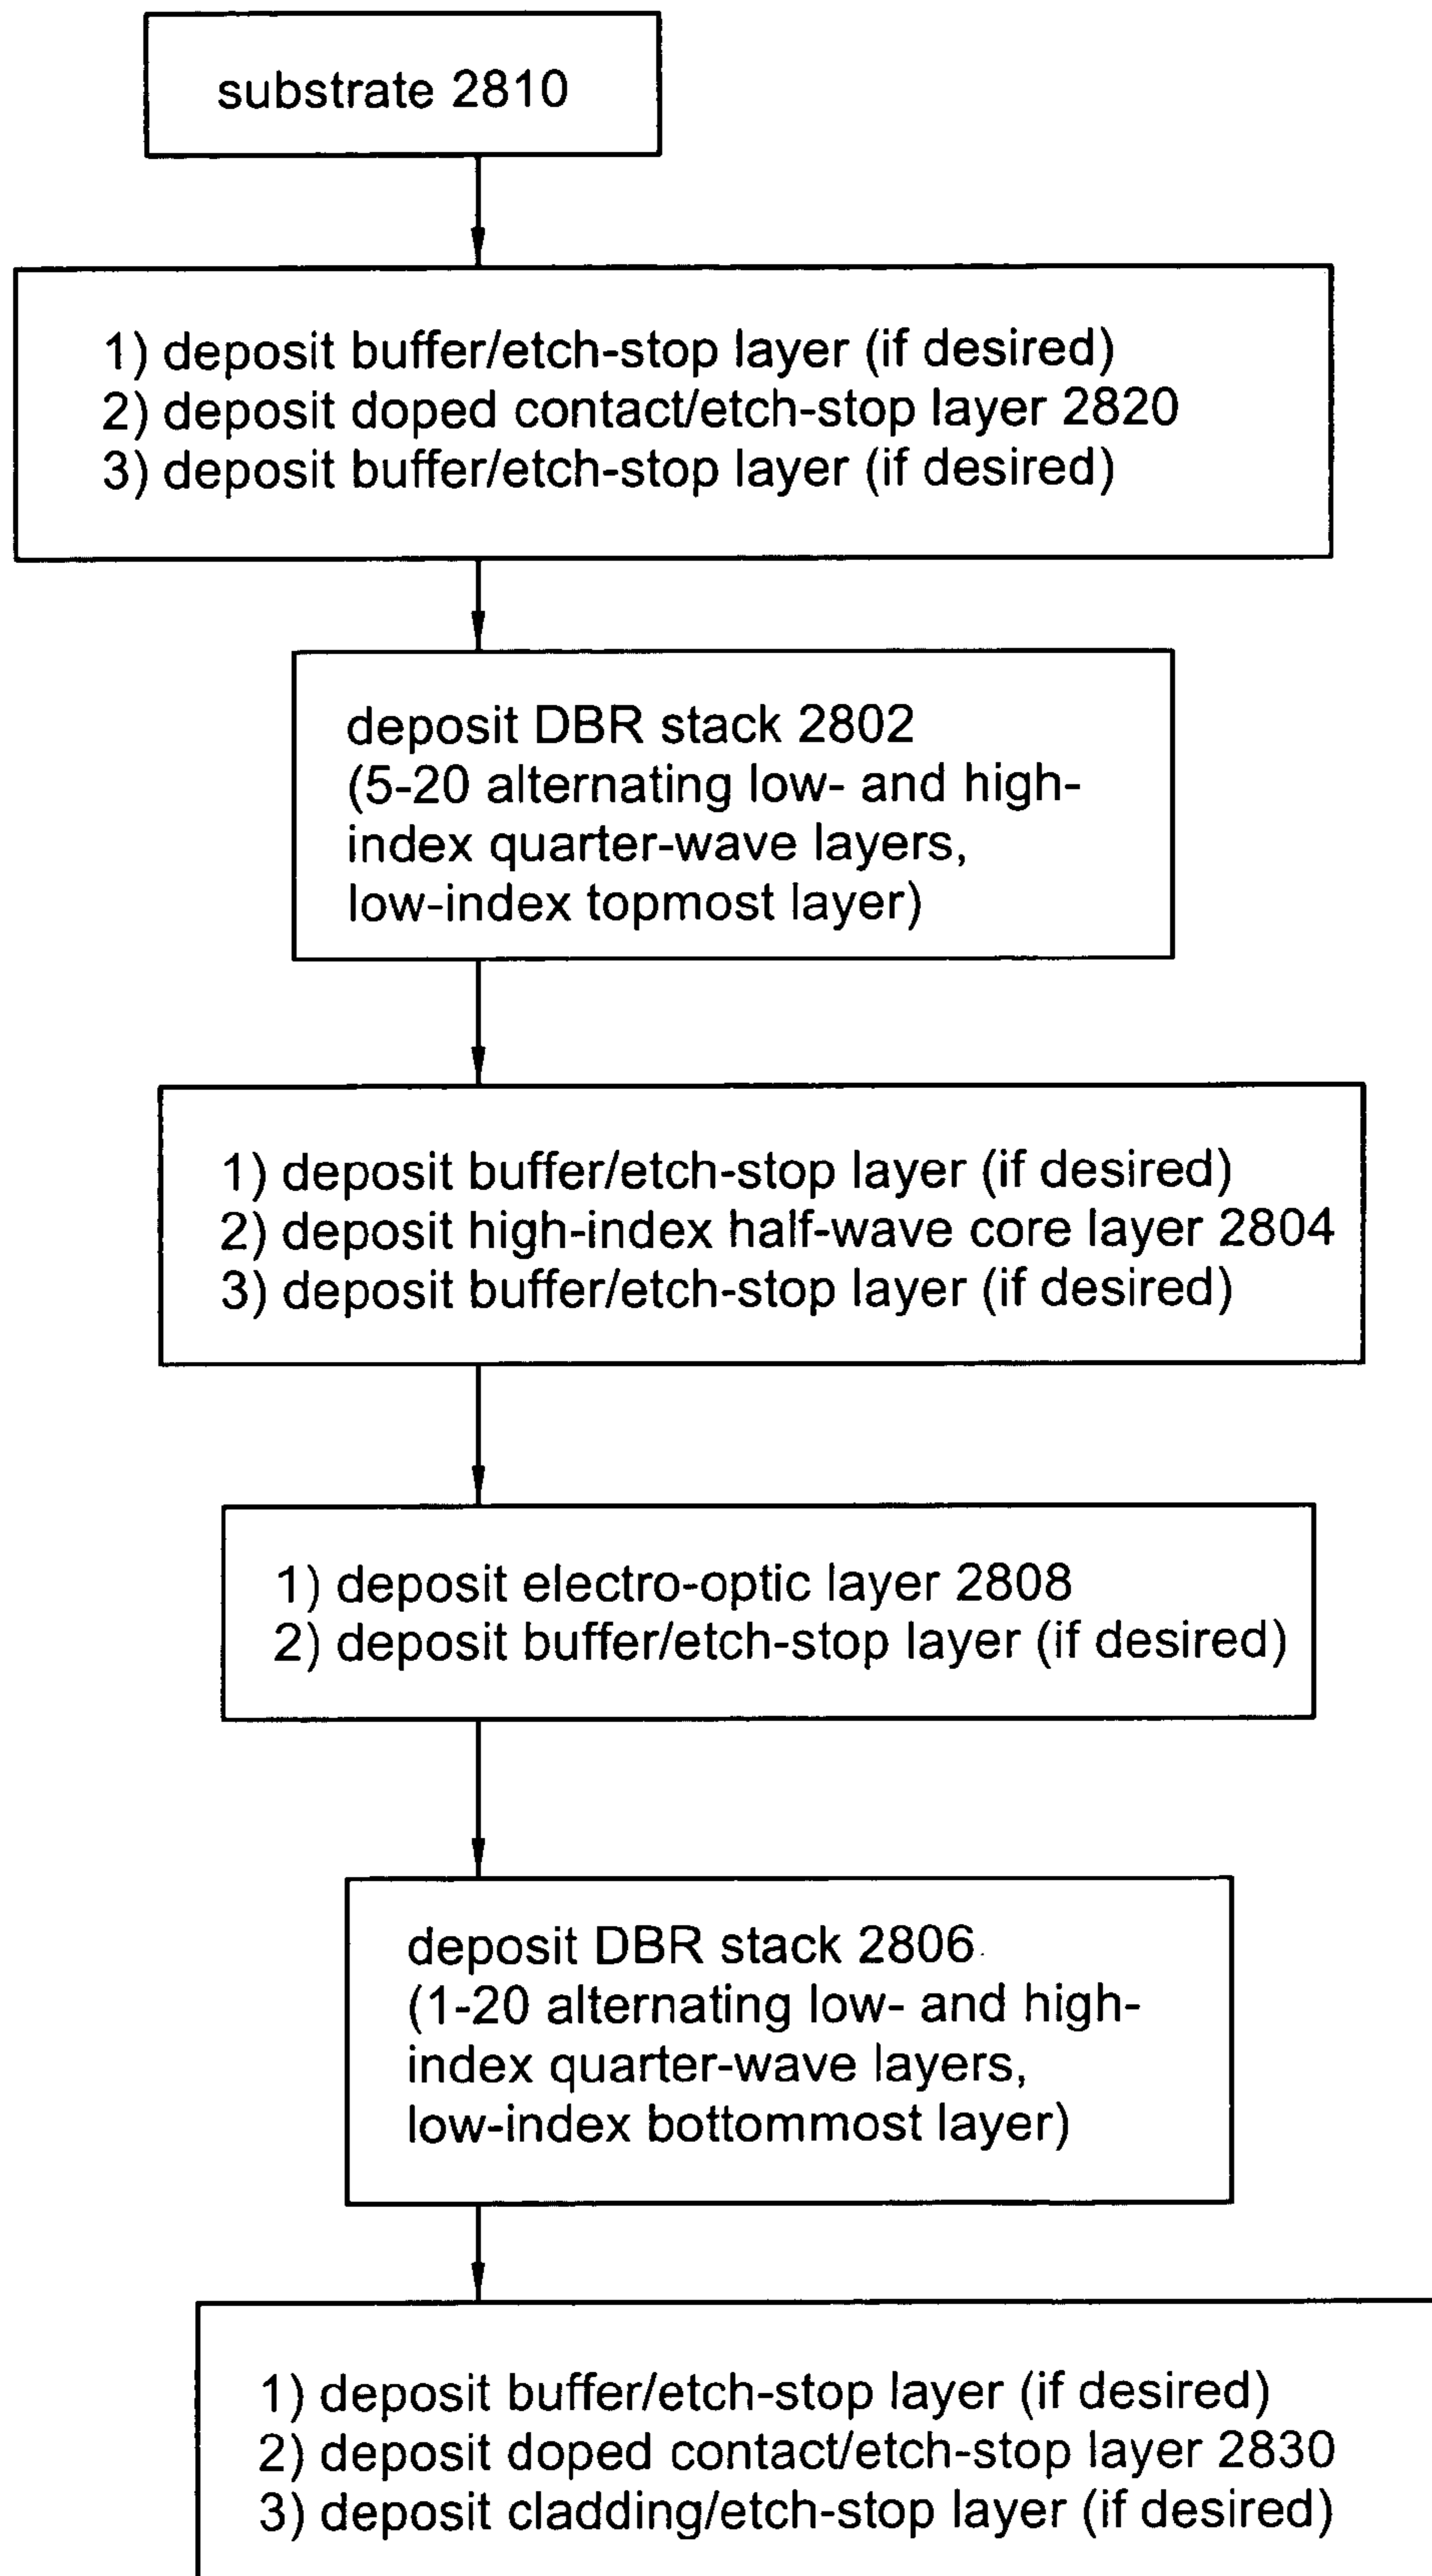 substrate 2810
1) deposit buffer/etch-stop layer (if desired)
2) deposit doped contact/etch-stop layer 2820
3) deposit buffer/etch-stop layer (if desired)
deposit DBR stack 2802
(5-20 alternating low- and high-
index quarter-wave layers,
low-index topmost layer)
1) deposit buffer/etch-stop layer (if desired)
2) deposit high-index half-wave core layer 2804
3) deposit buffer/etch-stop layer (if desired)
1) deposit electro-optic layer 2808
2) deposit buffer/etch-stop layer (if desired)
deposit DBR stack 2806
(1-20 alternating low- and high-
index quarter-wave layers,
low-index bottommost layer)
1) deposit buffer/etch-stop layer (if desired)
2) deposit doped contact/etch-stop layer 2830
3) deposit cladding/etch-stop layer (if desired)